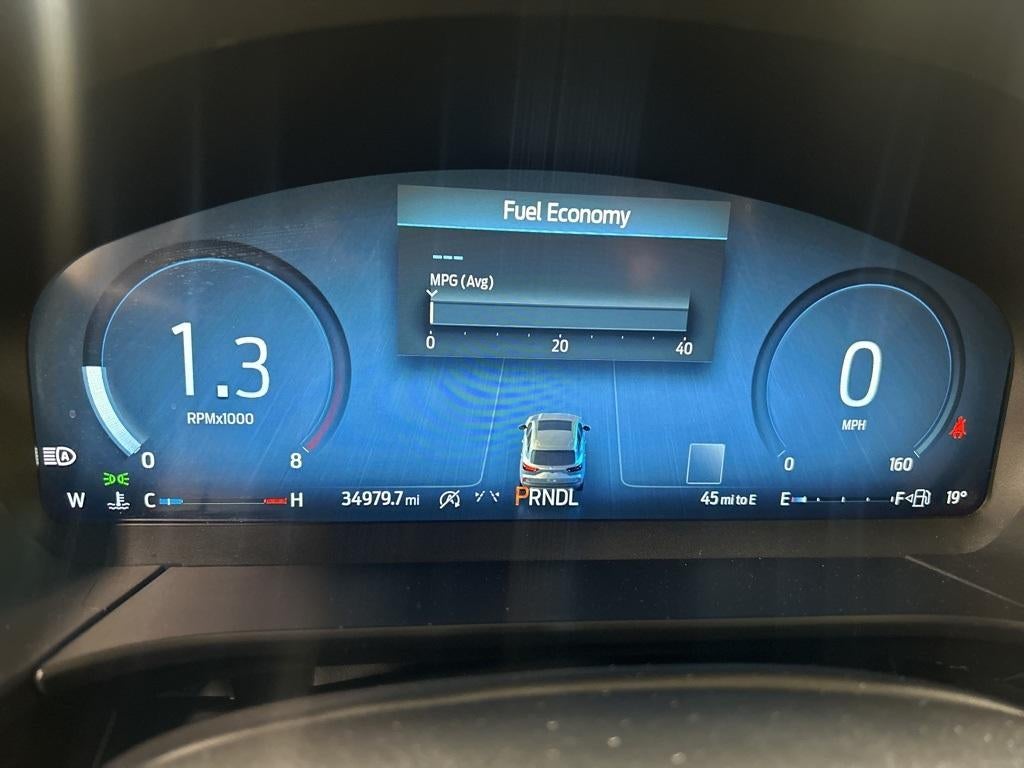 Fuel Economy
---
MPG (Avg)
0 20 40
1.3
RPMx1000
0 8
0
MPH
0 160
A
W C H 34979.7 mi PRNDL 45 mi to E E F 19°